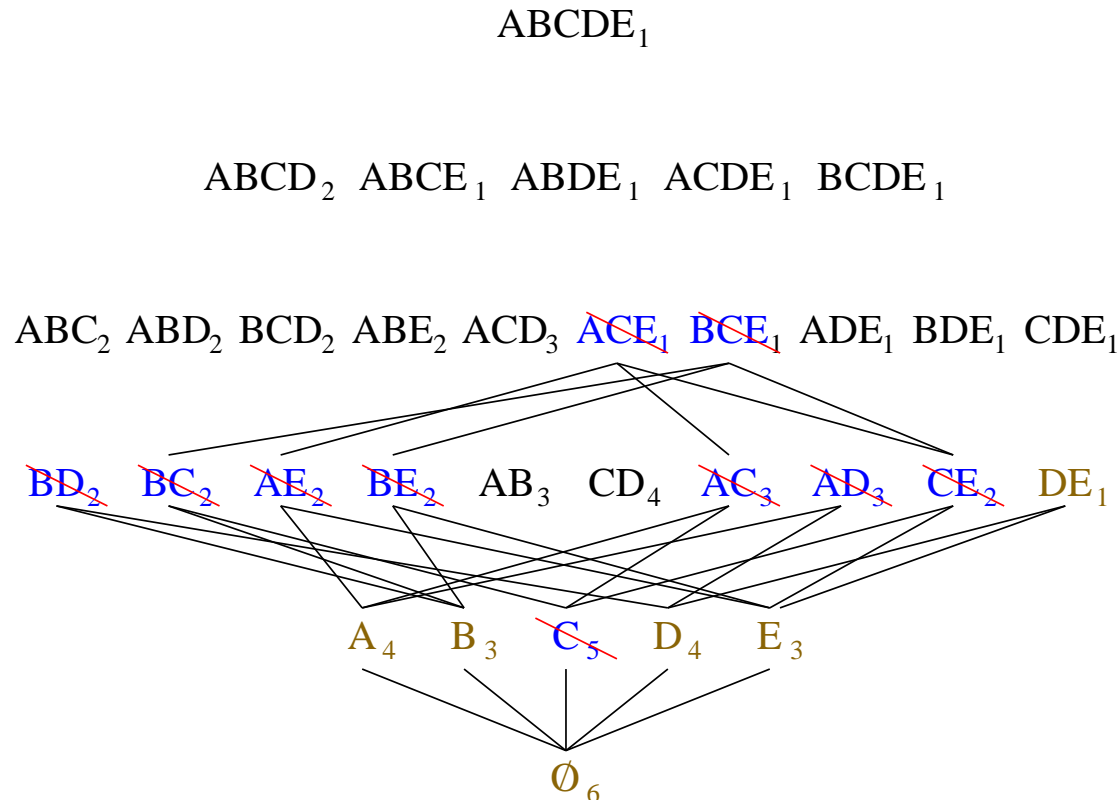 ABCDE₁
ABCD₂ ABCE₁ ABDE₁ ACDE₁ BCDE₁
ABC₂ ABD₂ BCD₂ ABE₂ ACD₃ ACE₁ BCE₁ ADE₁ BDE₁ CDE₁
BD₂ BC₂ AE₂ BE₂ AB₃ CD₄ AC₃ AD₃ CE₂ DE₁
A₄ B₃ C₅ D₄ E₃
Ø₆